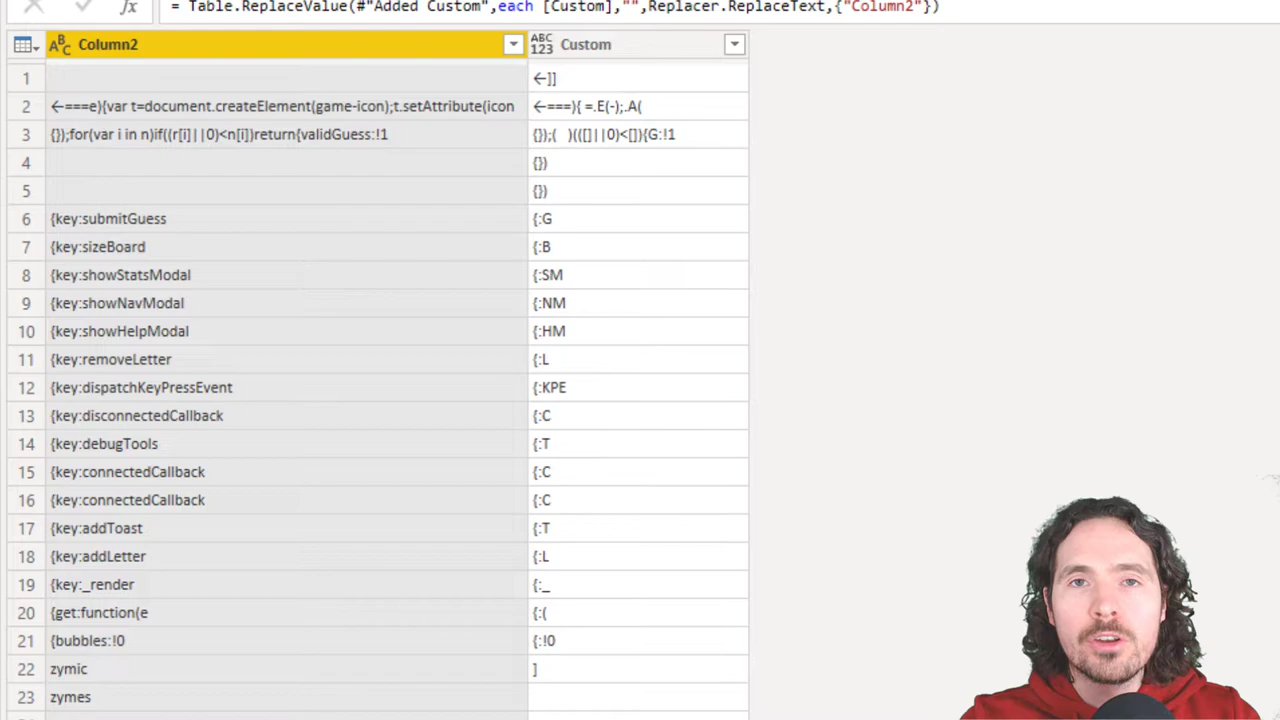 = Table.ReplaceValue(#"Added Custom",each [Custom],"",Replacer.ReplaceText,{"Column2"})
Column2 Custom
1 ←]]
2 ←===e){var t=document.createElement(game-icon);t.setAttribute(icon ←===){ =.E(-);.A(
3 {});for(var i in n)if((r[i]||0)<n[i])return{validGuess:!1 {});( )(([]||0)<[]){G:!1
4 {})
5 {})
6 {key:submitGuess {:G
7 {key:sizeBoard {:B
8 {key:showStatsModal {:SM
9 {key:showNavModal {:NM
10 {key:showHelpModal {:HM
11 {key:removeLetter {:L
12 {key:dispatchKeyPressEvent {:KPE
13 {key:disconnectedCallback {:C
14 {key:debugTools {:T
15 {key:connectedCallback {:C
16 {key:connectedCallback {:C
17 {key:addToast {:T
18 {key:addLetter {:L
19 {key:_render {:_
20 {get:function(e {:(
21 {bubbles:!0 {:!0
22 zymic ]
23 zymes